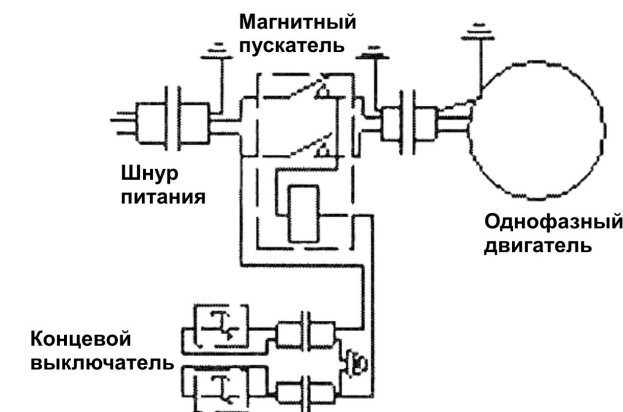 Магнитный
пускатель
Шнур
питания
Однофазный
двигатель
Концевой
выключатель